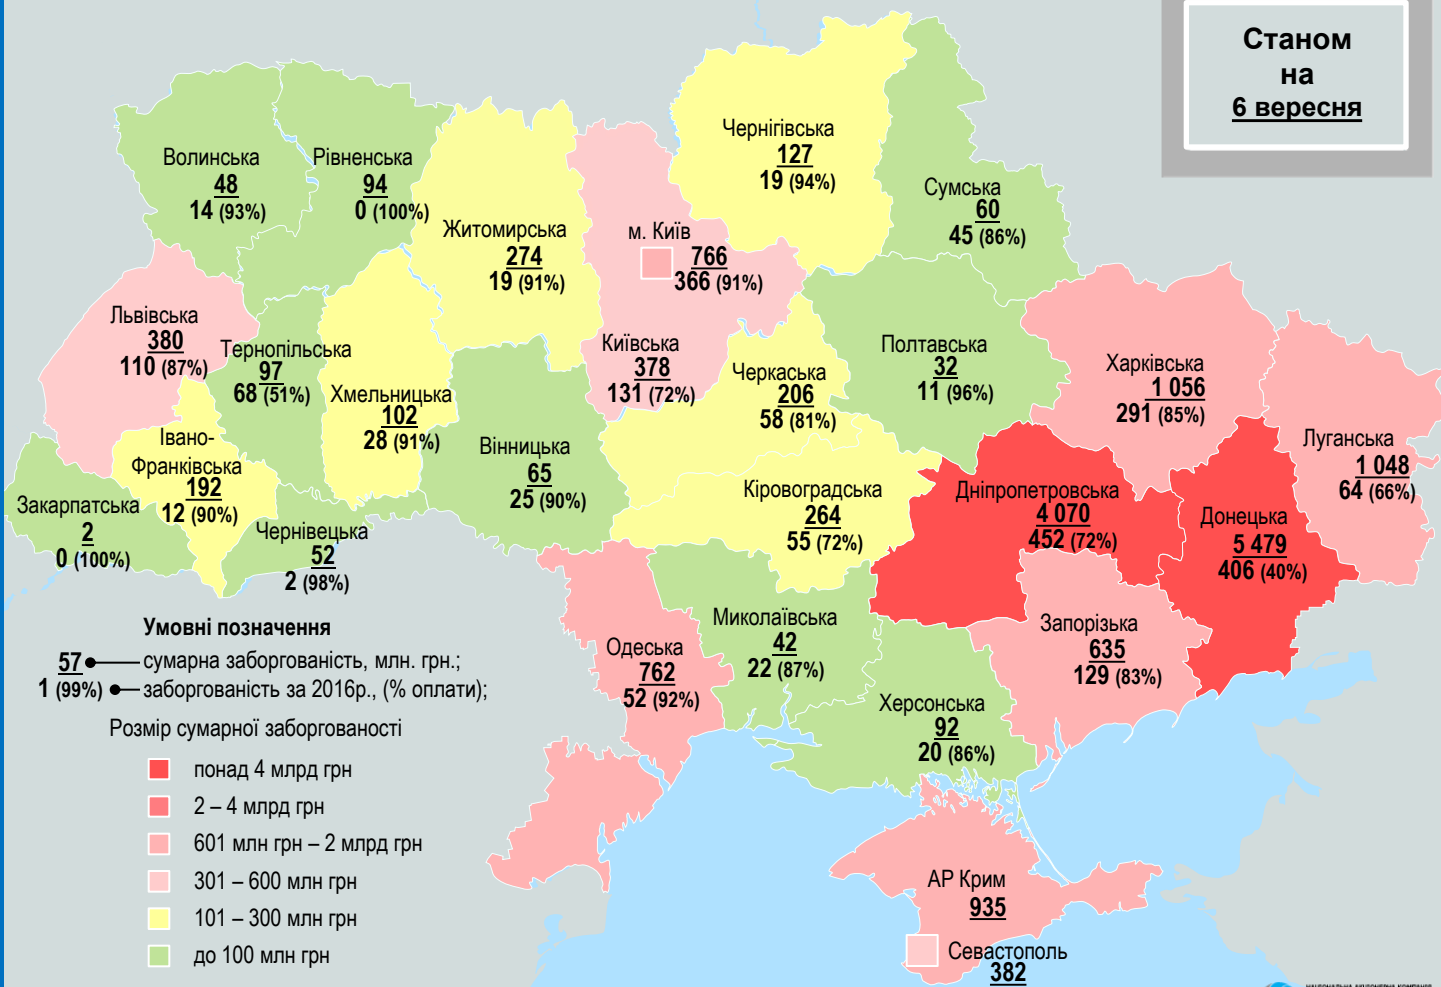 Станом
на
6 вересня
Волинська
48
14 (93%)
Рівненська
94
0 (100%)
Житомирська
274
19 (91%)
м. Київ
766
366 (91%)
Чернігівська
127
19 (94%)
Сумська
60
45 (86%)
Львівська
380
110 (87%)
Тернопільська
97
68 (51%)
Хмельницька
102
28 (91%)
Київська
378
131 (72%)
Черкаська
206
58 (81%)
Полтавська
32
11 (96%)
Харківська
1 056
291 (85%)
Луганська
1 048
64 (66%)
Івано-
Франківська
192
12 (90%)
Вінницька
65
25 (90%)
Кіровоградська
264
55 (72%)
Дніпропетровська
4 070
452 (72%)
Донецька
5 479
406 (40%)
Закарпатська
2
0 (100%)
Чернівецька
52
2 (98%)
Одеська
762
52 (92%)
Миколаївська
42
22 (87%)
Запорізька
635
129 (83%)
Херсонська
92
20 (86%)
АР Крим
935
Севастополь
382
Умовні позначення
57 сумарна заборгованість, млн. грн.;
1 (99%) заборгованість за 2016р., (% оплати);
Розмір сумарної заборгованості
понад 4 млрд грн
2 – 4 млрд грн
601 млн грн – 2 млрд грн
301 – 600 млн грн
101 – 300 млн грн
до 100 млн грн